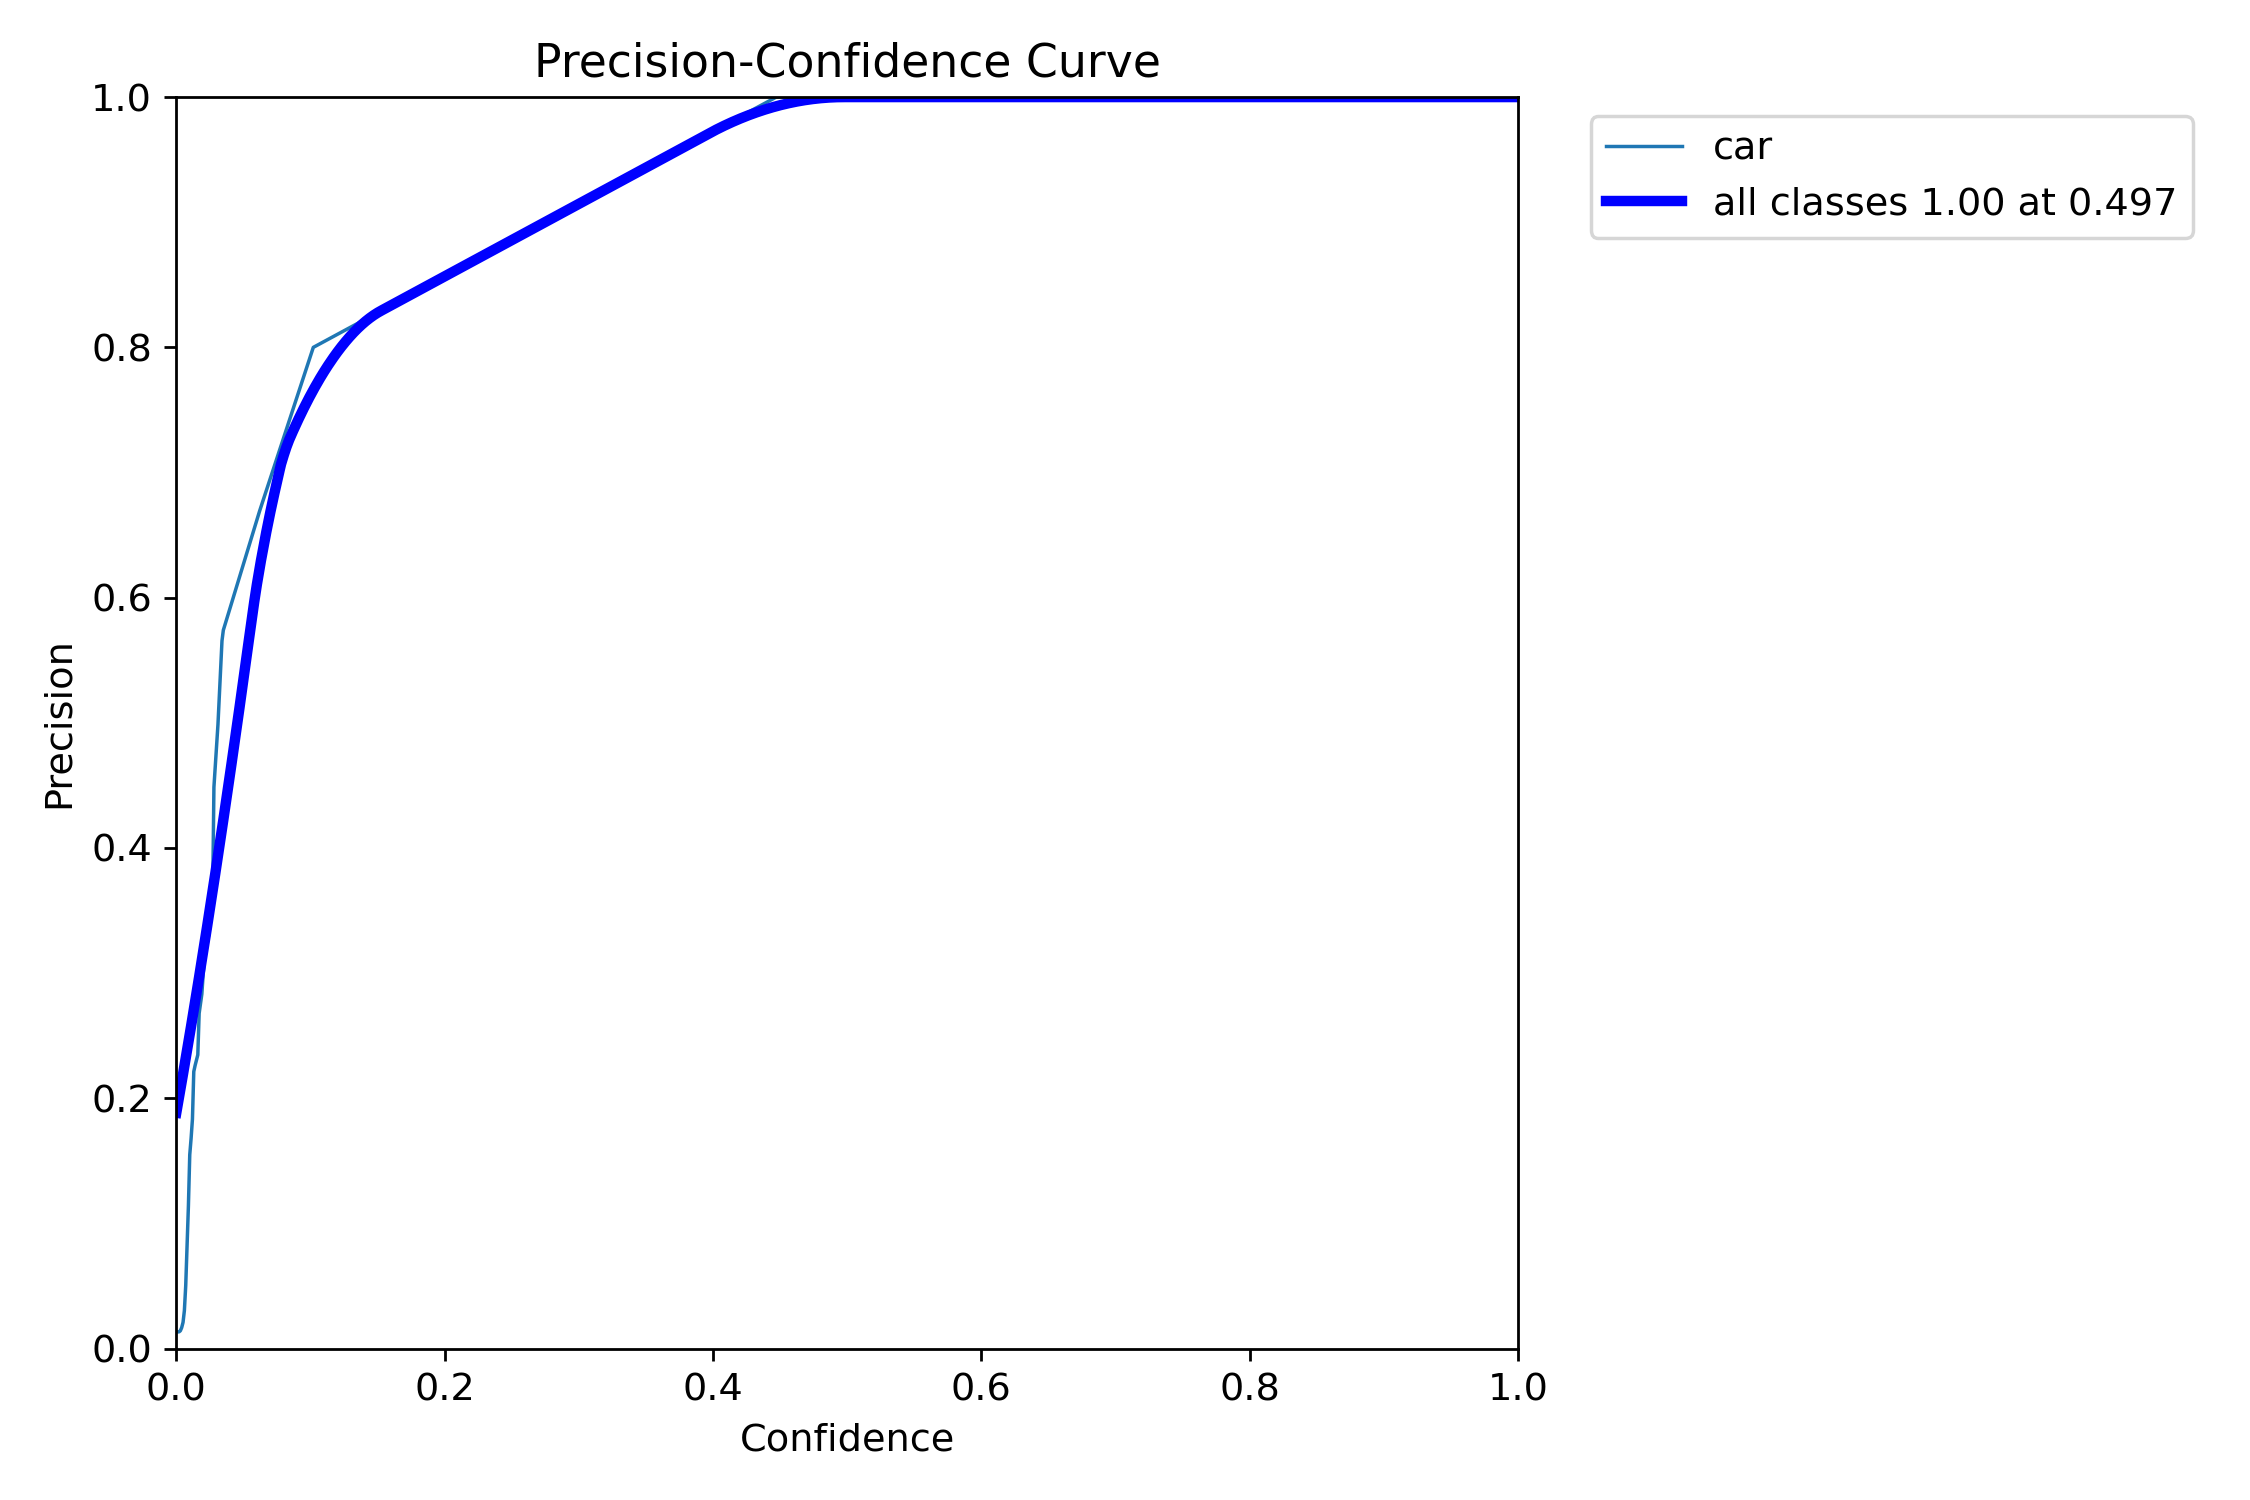 Precision-Confidence Curve
car
all classes 1.00 at 0.497
Precision
1.0
0.8
0.6
0.4
0.2
0.0
0.0 0.2 0.4 0.6 0.8 1.0
Confidence